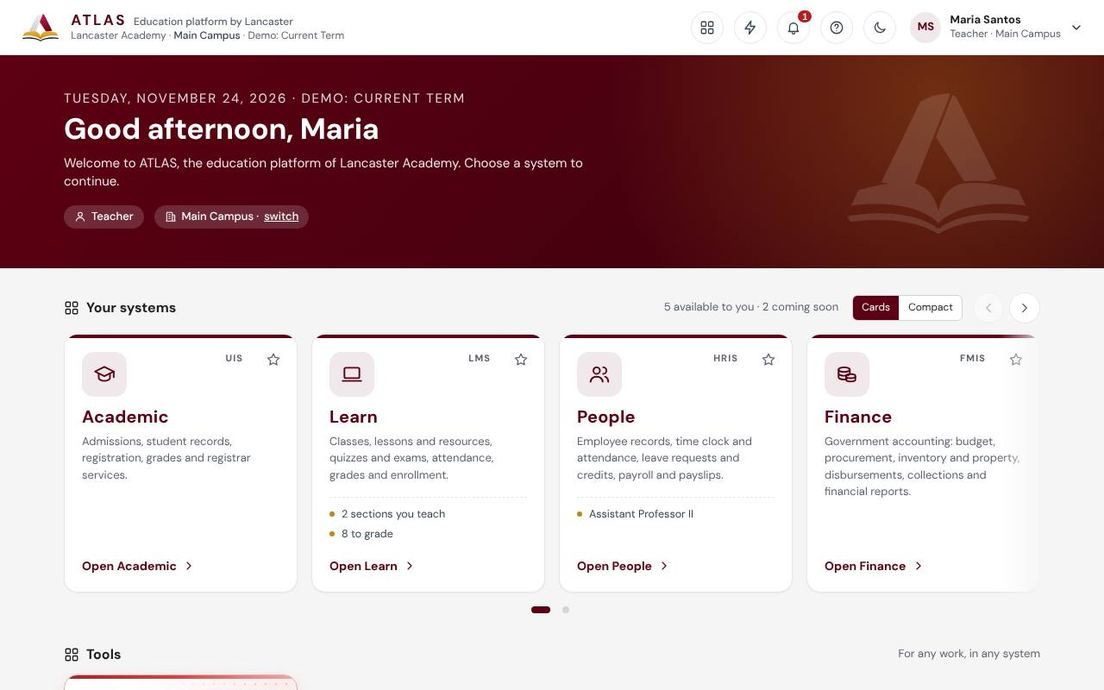 ATLAS Education platform by Lancaster
Lancaster Academy · Main Campus · Demo: Current Term
1
MS
Maria Santos
Teacher · Main Campus
TUESDAY, NOVEMBER 24, 2026 · DEMO: CURRENT TERM
Good afternoon, Maria
Welcome to ATLAS, the education platform of Lancaster Academy. Choose a system to
continue.
Teacher
Main Campus · switch
Your systems
5 available to you · 2 coming soon
Cards
Compact
UIS
Academic
Admissions, student records,
registration, grades and registrar
services.
Open Academic
LMS
Learn
Classes, lessons and resources,
quizzes and exams, attendance,
grades and enrollment.
2 sections you teach
8 to grade
Open Learn
HRIS
People
Employee records, time clock and
attendance, leave requests and
credits, payroll and payslips.
Assistant Professor II
Open People
FMIS
Finance
Government accounting: budget,
procurement, inventory and property,
disbursements, collections and
financial reports.
Open Finance
Tools
For any work, in any system